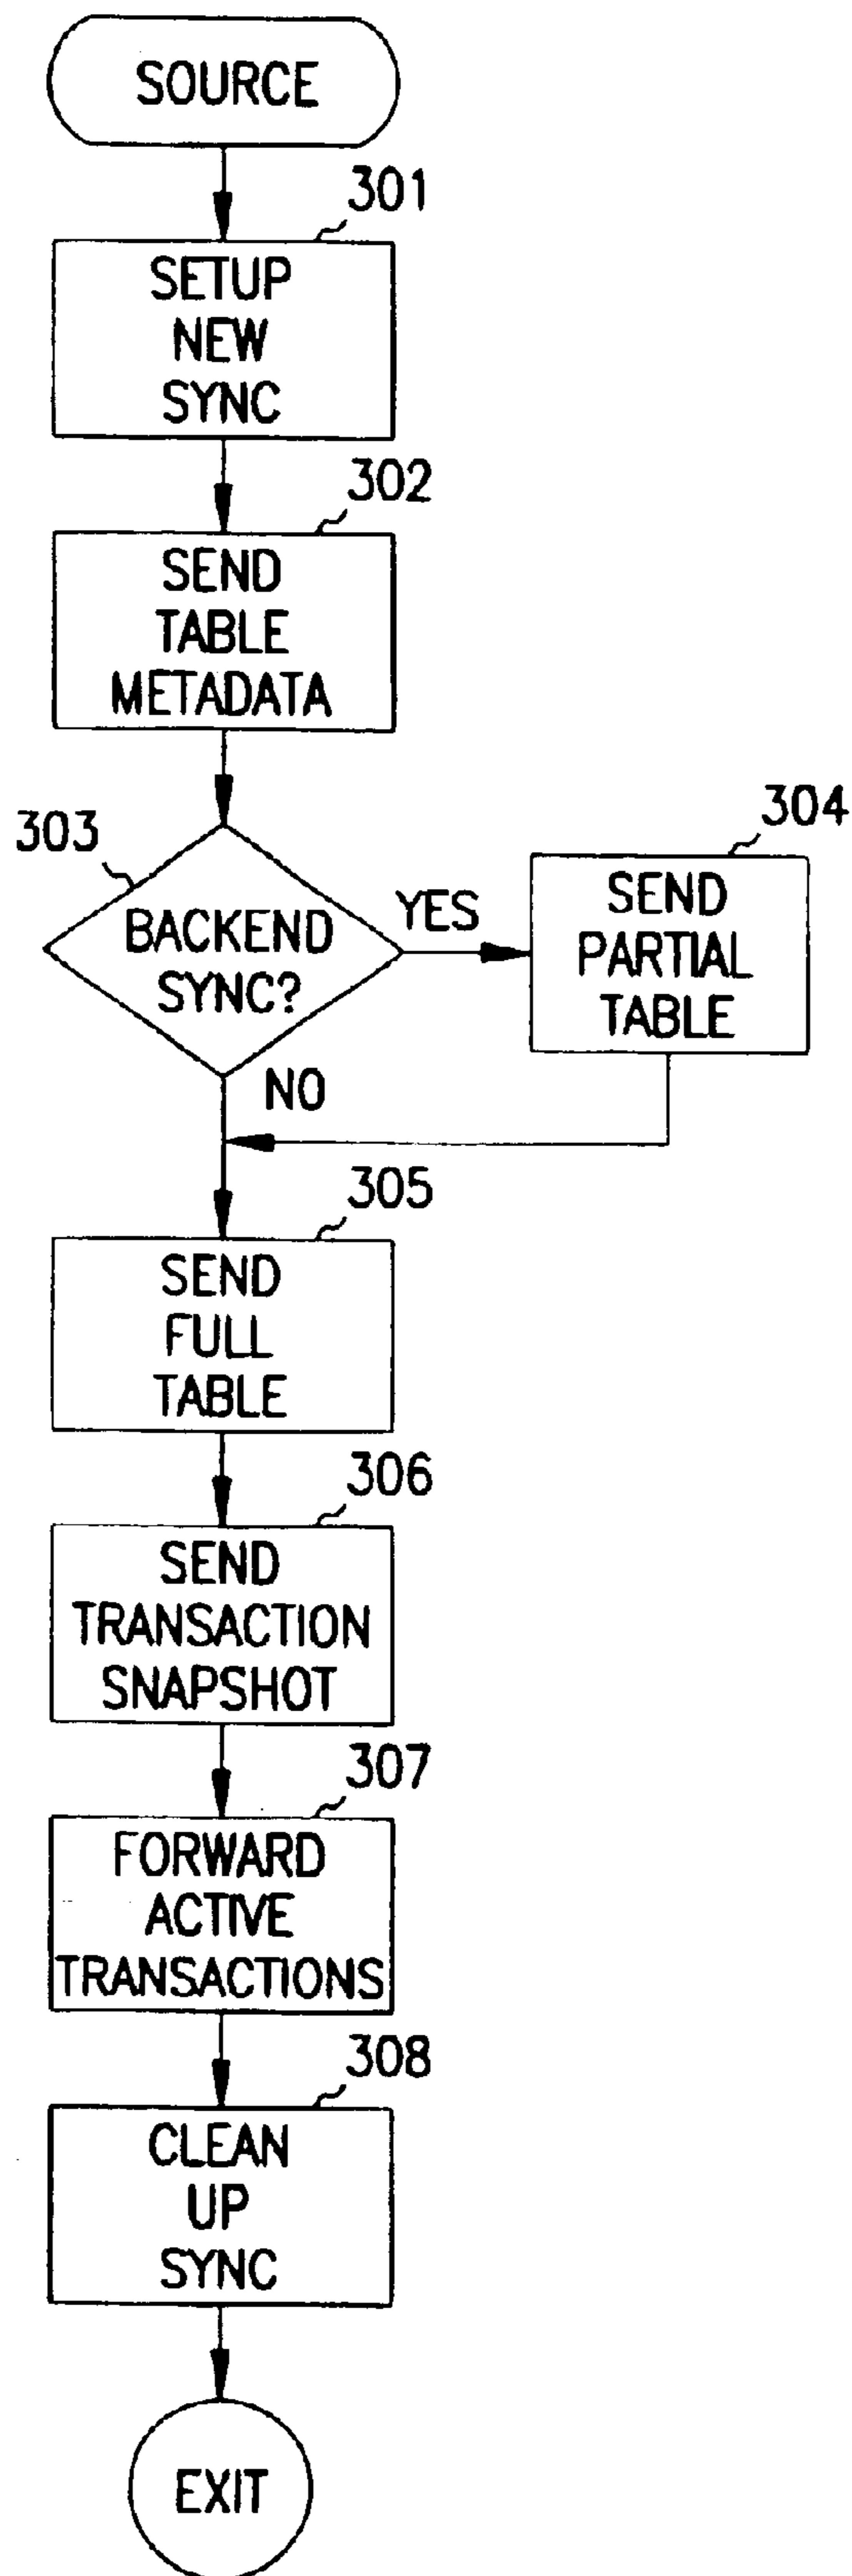 SOURCE
301
SETUP
NEW
SYNC
302
SEND
TABLE
METADATA
303
BACKEND
SYNC?
YES
304
SEND
PARTIAL
TABLE
NO
305
SEND
FULL
TABLE
306
SEND
TRANSACTION
SNAPSHOT
307
FORWARD
ACTIVE
TRANSACTIONS
308
CLEAN
UP
SYNC
EXIT